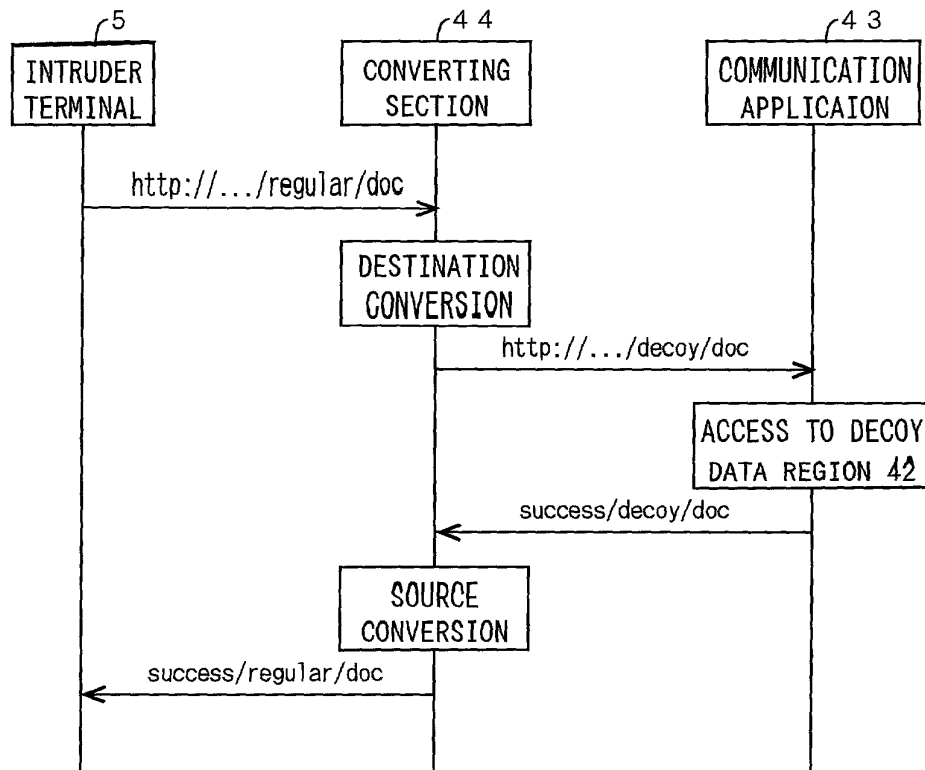 5
44
43
INTRUDER
TERMINAL
CONVERTING
SECTION
COMMUNICATION
APPLICAION
http://.../regular/doc
DESTINATION
CONVERSION
http://.../decoy/doc
ACCESS TO DECOY
DATA REGION 42
success/decoy/doc
SOURCE
CONVERSION
success/regular/doc